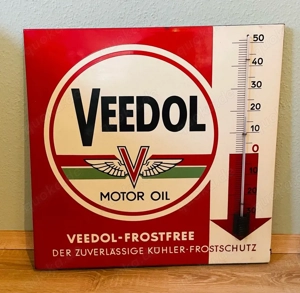 VEEDOL
V
MOTOR OIL
VEEDOL-FROSTFREE
DER ZUVERLÄSSIGE KÜHLER-FROSTSCHUTZ
50
40
30
20
10
0
10
20